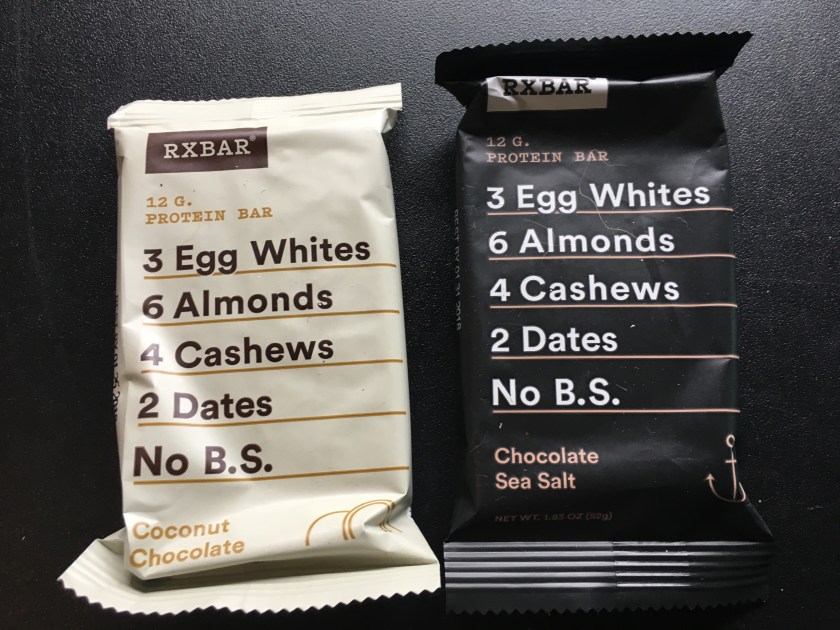 RXBAR®
12 G.
PROTEIN BAR
3 Egg Whites
6 Almonds
4 Cashews
2 Dates
No B.S.
Coconut
Chocolate
RXBAR
12 G.
PROTEIN BAR
3 Egg Whites
6 Almonds
4 Cashews
2 Dates
No B.S.
Chocolate
Sea Salt
NET WT. 1.83 OZ (52g)